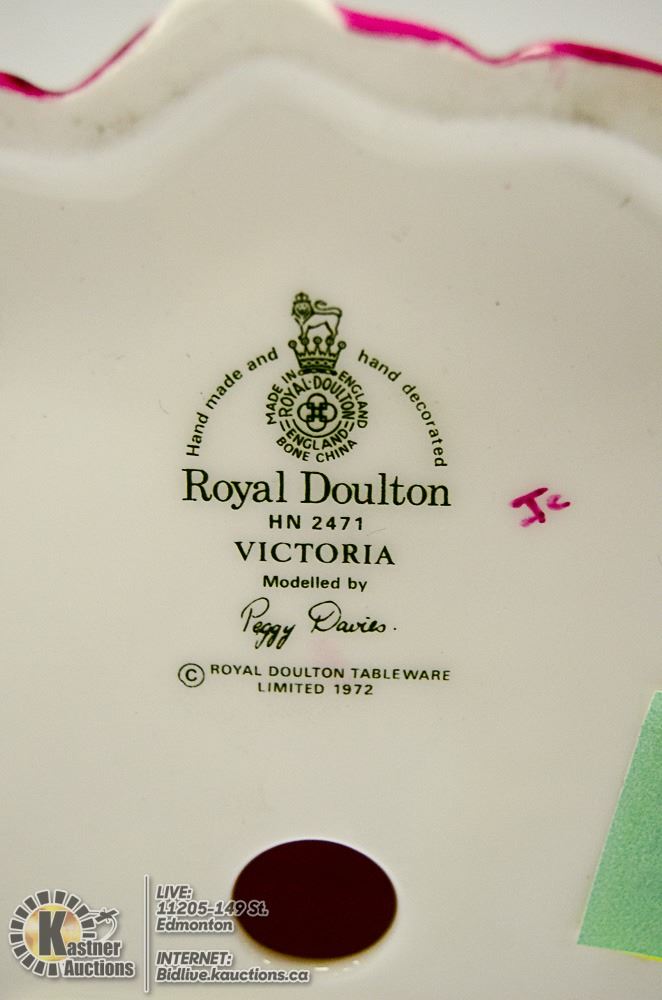 Hand made and hand decorated
MADE IN ENGLAND
ROYAL·DOULTON
ENGLAND
BONE CHINA
Royal Doulton
HN 2471
VICTORIA
Modelled by
Peggy Davies.
© ROYAL DOULTON TABLEWARE
LIMITED 1972
Jc
Kastner
Auctions
LIVE:
11205-149 St.
Edmonton
INTERNET:
Bidlive.kauctions.ca